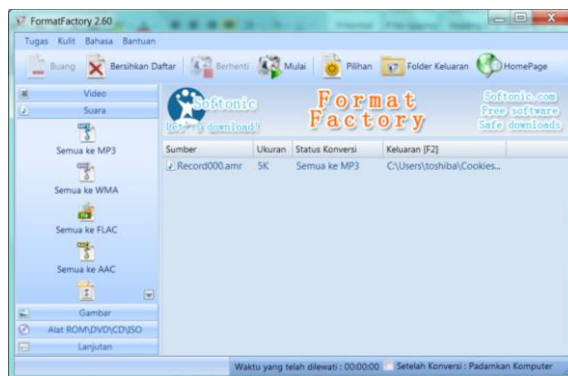 FormatFactory 2.60
Tugas Kulit Bahasa Bantuan
Buang Bersihkan Daftar Berhenti Mulai Pilihan Folder Keluaran HomePage
Video
Suara
Semua ke MP3
Semua ke WMA
Semua ke FLAC
Semua ke AAC
Gambar
Alat ROM\DVD\CD\ISO
Lanjutan
Softonic
Let's download!
Format
Factory
Softonic.com
Free software
Safe downloads
Sumber Ukuran Status Konversi Keluaran [F2]
Record000.amr 5K Semua ke MP3 C:\Users\toshiba\Cookies...
Waktu yang telah dilewati : 00:00:00 Setelah Konversi : Padamkan Komputer